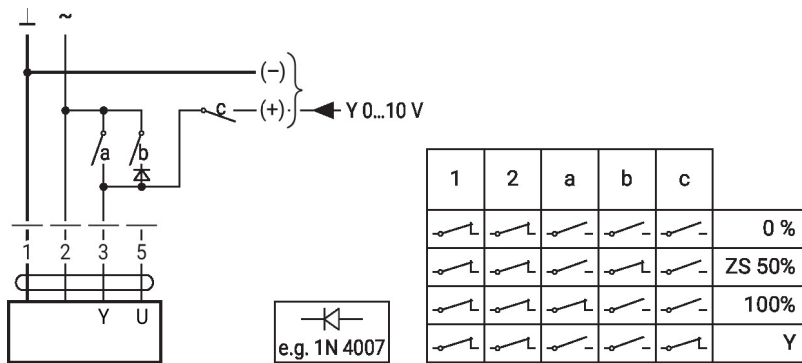 ⊥ ~
(–)
c (+) Y 0...10 V
a b
1 2 3 5
Y U
e.g. 1N 4007
1 2 a b c
0 %
ZS 50%
100%
Y